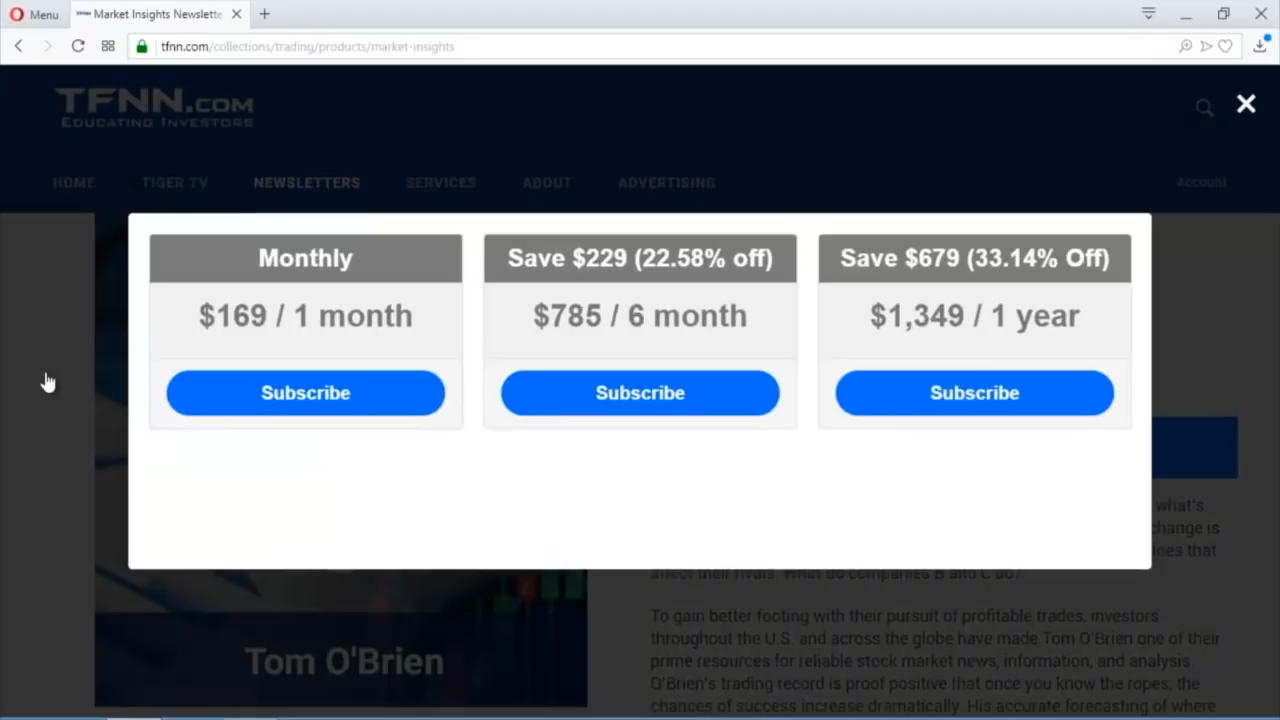 Menu
Market Insights Newslette
tfnn.com/collections/trading/products/market-insights
TFNN.COM
EDUCATING INVESTORS
HOME
TIGER TV
NEWSLETTERS
SERVICES
ABOUT
ADVERTISING
Account
Monthly
$169 / 1 month
Subscribe
Save $229 (22.58% off)
$785 / 6 month
Subscribe
Save $679 (33.14% Off)
$1,349 / 1 year
Subscribe
what's
change is
does that
affect their rivals. What do companies B and C do?
To gain better footing with their pursuit of profitable trades, investors
throughout the U.S. and across the globe have made Tom O'Brien one of their
prime resources for reliable stock market news, information, and analysis.
O'Brien's trading record is proof positive that once you know the ropes, the
chances of success increase dramatically. His accurate forecasting of where
Tom O'Brien